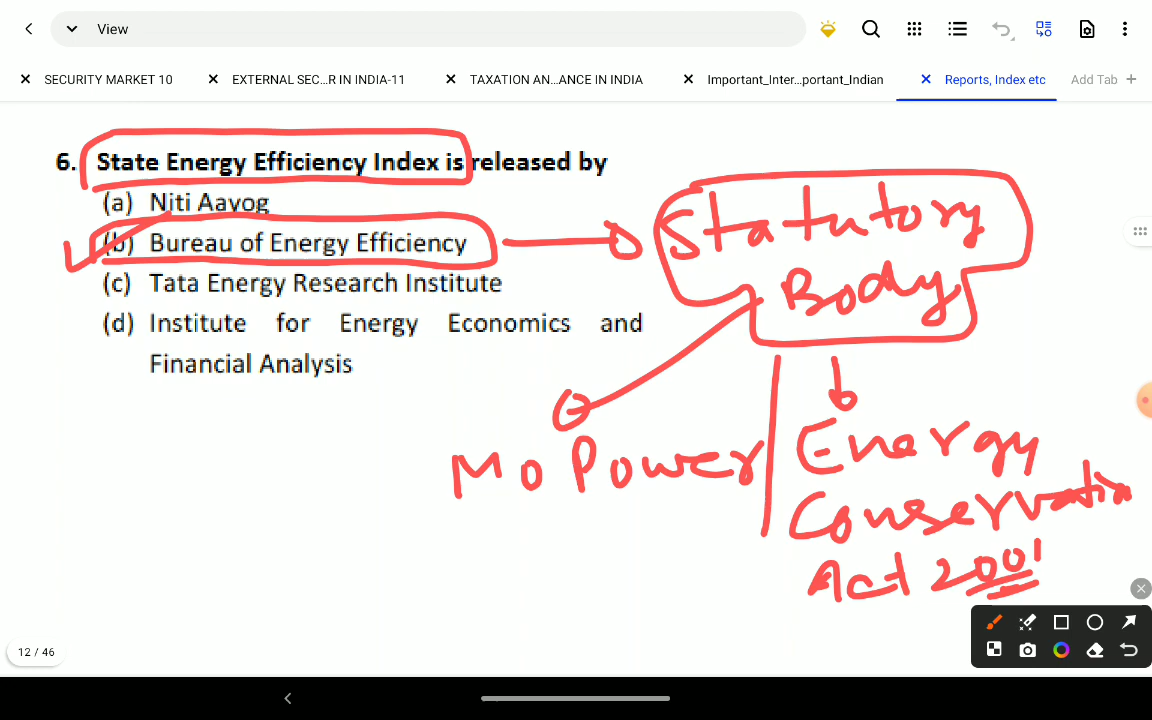 View
SECURITY MARKET 10
EXTERNAL SEC...R IN INDIA-11
TAXATION AN...ANCE IN INDIA
Important_Inter...portant_Indian
Reports, Index etc
Add Tab
6. State Energy Efficiency Index is released by
(a) Niti Aayog
(b) Bureau of Energy Efficiency
(c) Tata Energy Research Institute
(d) Institute for Energy Economics and
Financial Analysis
Statutory
Body
Mo Power
Energy
Conservation
Act 2001
12 / 46